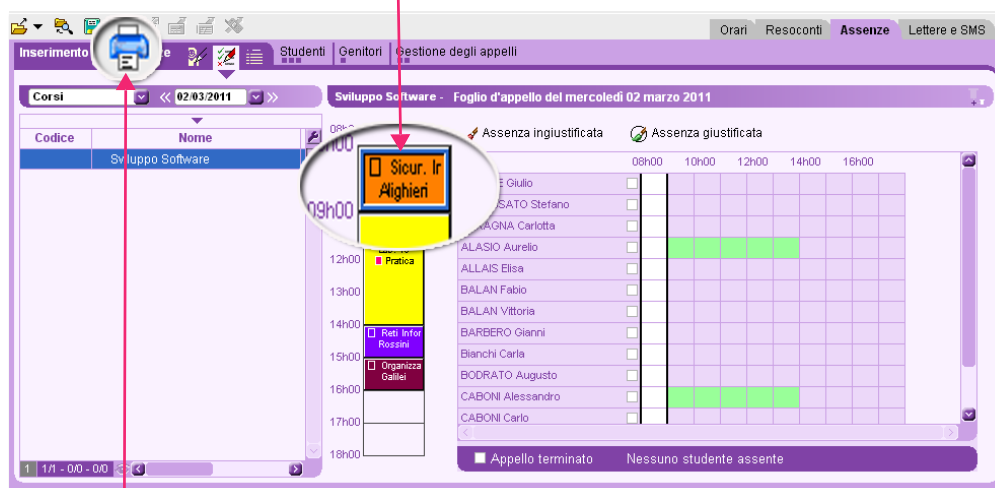 Orari Resoconti Assenze Lettere e SMS
Inserimento Studenti Genitori Gestione degli appelli
Corsi 02/03/2011 Sviluppo Software - Foglio d'appello del mercoledì 02 marzo 2011
Assenza ingiustificata Assenza giustificata
Codice Nome
08h00 10h00 12h00 14h00 16h00
Sviluppo Software
Sicur. Ir
Alighieri
09h00
Giulio
Stefano
Carlotta
ALASIO Aurelio
12h00 Pratica
ALLAIS Elisa
13h00
BALAN Fabio
BALAN Vittoria
14h00
Reti Infor
Rossini
BARBERO Gianni
15h00
Bianchi Carla
Organizza
Galilei
BODRATO Augusto
16h00
CABONI Alessandro
17h00
CABONI Carlo
18h00
Appello terminato Nessuno studente assente
1 1/1 - 0/0 - 0/0